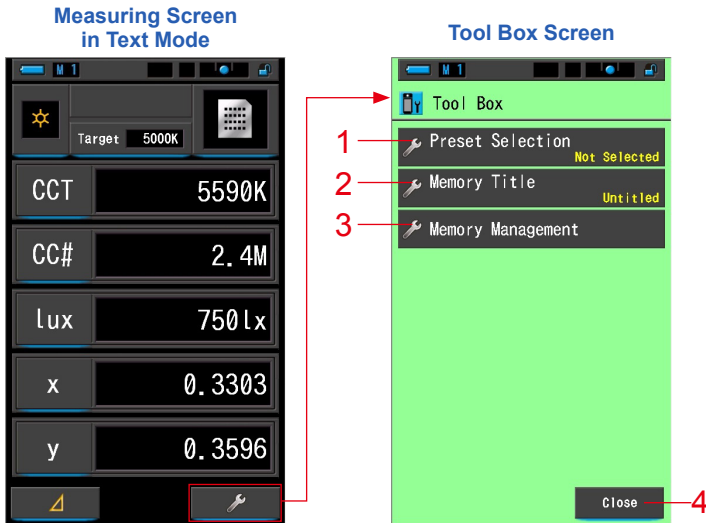 Measuring Screen
in Text Mode
M 1
Target 5000K
CCT 5590K
CC# 2.4M
lux 750lx
x 0.3303
y 0.3596
Tool Box Screen
M 1
Tool Box
1 Preset Selection
Not Selected
2 Memory Title
Untitled
3 Memory Management
Close 4